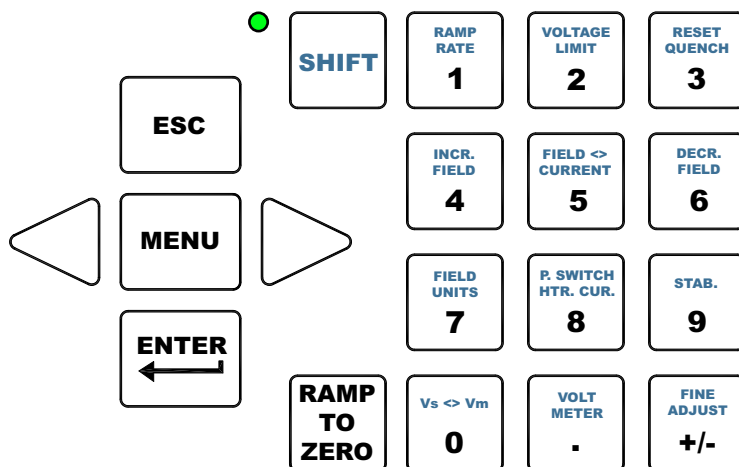 SHIFT
RAMP
RATE
1
VOLTAGE
LIMIT
2
RESET
QUENCH
3
ESC
INCR.
FIELD
4
FIELD <>
CURRENT
5
DECR.
FIELD
6
MENU
FIELD
UNITS
7
P. SWITCH
HTR. CUR.
8
STAB.
9
ENTER
RAMP
TO
ZERO
Vs <> Vm
0
VOLT
METER
.
FINE
ADJUST
+/-